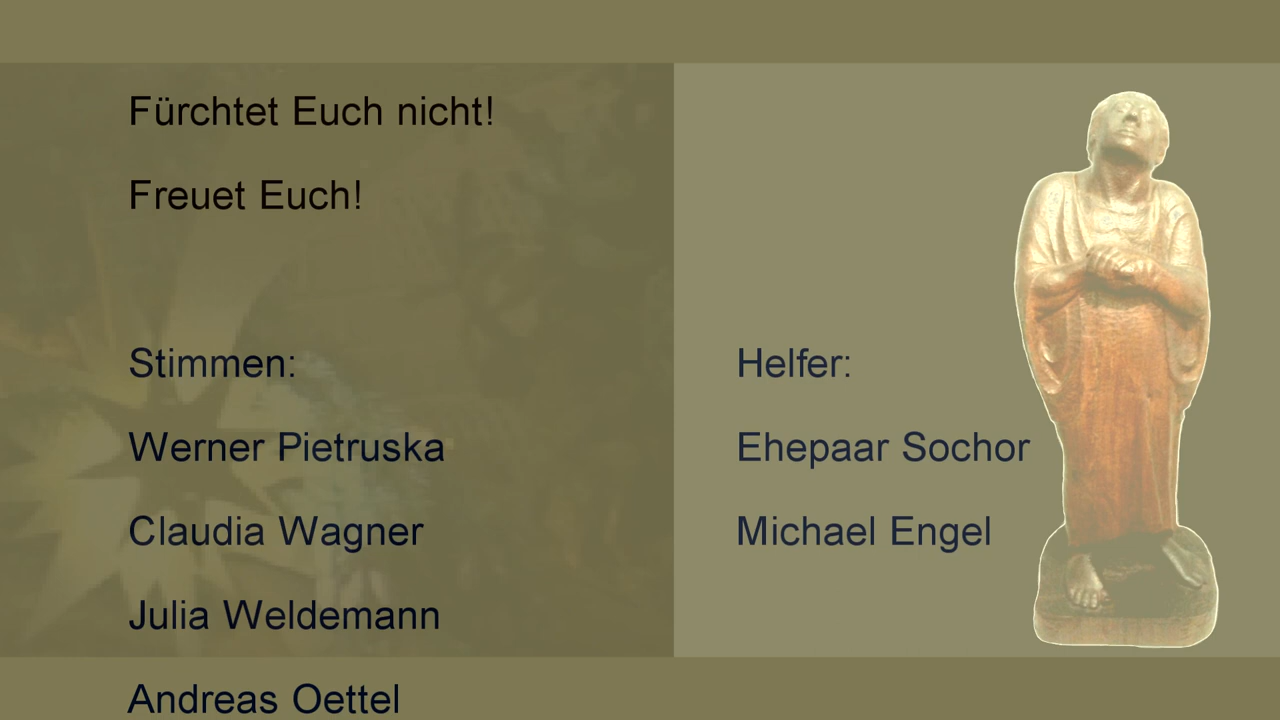 Fürchtet Euch nicht!
Freuet Euch!
Stimmen:
Werner Pietruska
Claudia Wagner
Julia Weldemann
Andreas Oettel
Helfer:
Ehepaar Sochor
Michael Engel